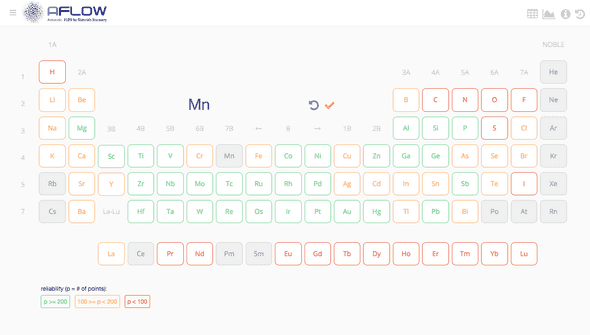 AFLOW
Automatic - FLOW for Materials Discovery
1A NOBLE
1 H 2A 3A 4A 5A 6A 7A He
2 Li Be Mn B C N O F Ne
3 Na Mg 3B 4B 5B 6B 7B ← 8 → 1B 2B Al Si P S Cl Ar
4 K Ca Sc Ti V Cr Mn Fe Co Ni Cu Zn Ga Ge As Se Br Kr
5 Rb Sr Y Zr Nb Mo Tc Ru Rh Pd Ag Cd In Sn Sb Te I Xe
7 Cs Ba La-Lu Hf Ta W Re Os Ir Pt Au Hg Tl Pb Bi Po At Rn
La Ce Pr Nd Pm Sm Eu Gd Tb Dy Ho Er Tm Yb Lu
reliability (p = # of points):
p >= 200 100 >= p < 200 p < 100